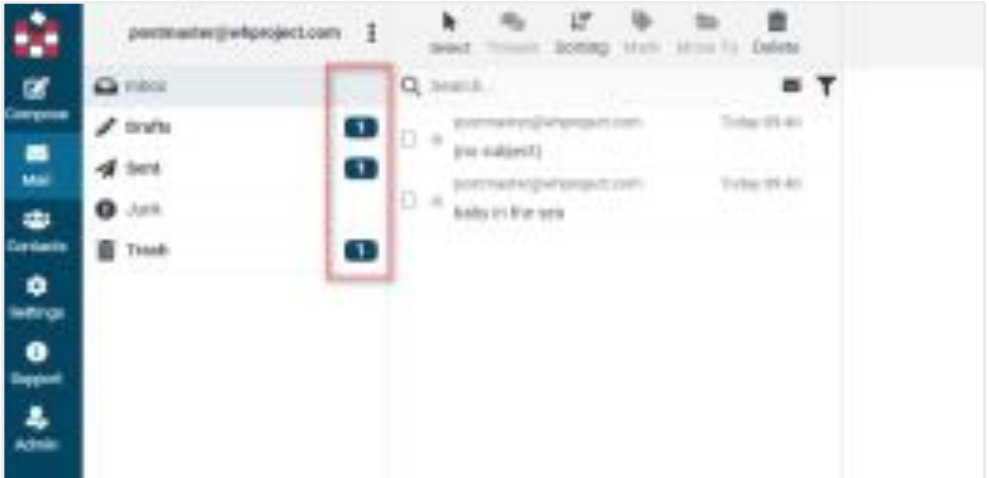 postmaster@whproject.com
Select Threads Sorting Mark Move To Delete
Compose
Mail
Contacts
Settings
Support
Admin
Inbox
Drafts 1
Sent 1
Junk
Trash 1
Search...
postmaster@whproject.com Today 09:40
(no subject)
postmaster@whproject.com Today 09:40
baby in the sea